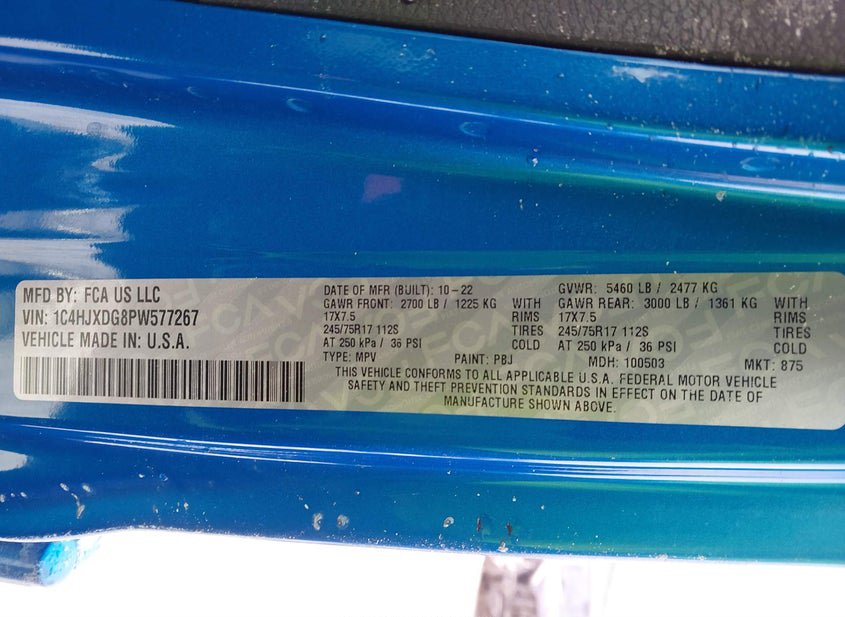 MFD BY: FCA US LLC
VIN: 1C4HJXDG8PW577267
VEHICLE MADE IN: U.S.A.
DATE OF MFR (BUILT): 10-22 GVWR: 5460 LB / 2477 KG
GAWR FRONT: 2700 LB / 1225 KG WITH GAWR REAR: 3000 LB / 1361 KG WITH
17X7.5 RIMS 17X7.5 RIMS
245/75R17 112S TIRES 245/75R17 112S TIRES
AT 250 kPa / 36 PSI COLD AT 250 kPa / 36 PSI COLD
TYPE: MPV PAINT: PBJ MDH: 100503 MKT: 875
THIS VEHICLE CONFORMS TO ALL APPLICABLE U.S.A. FEDERAL MOTOR VEHICLE
SAFETY AND THEFT PREVENTION STANDARDS IN EFFECT ON THE DATE OF
MANUFACTURE SHOWN ABOVE.